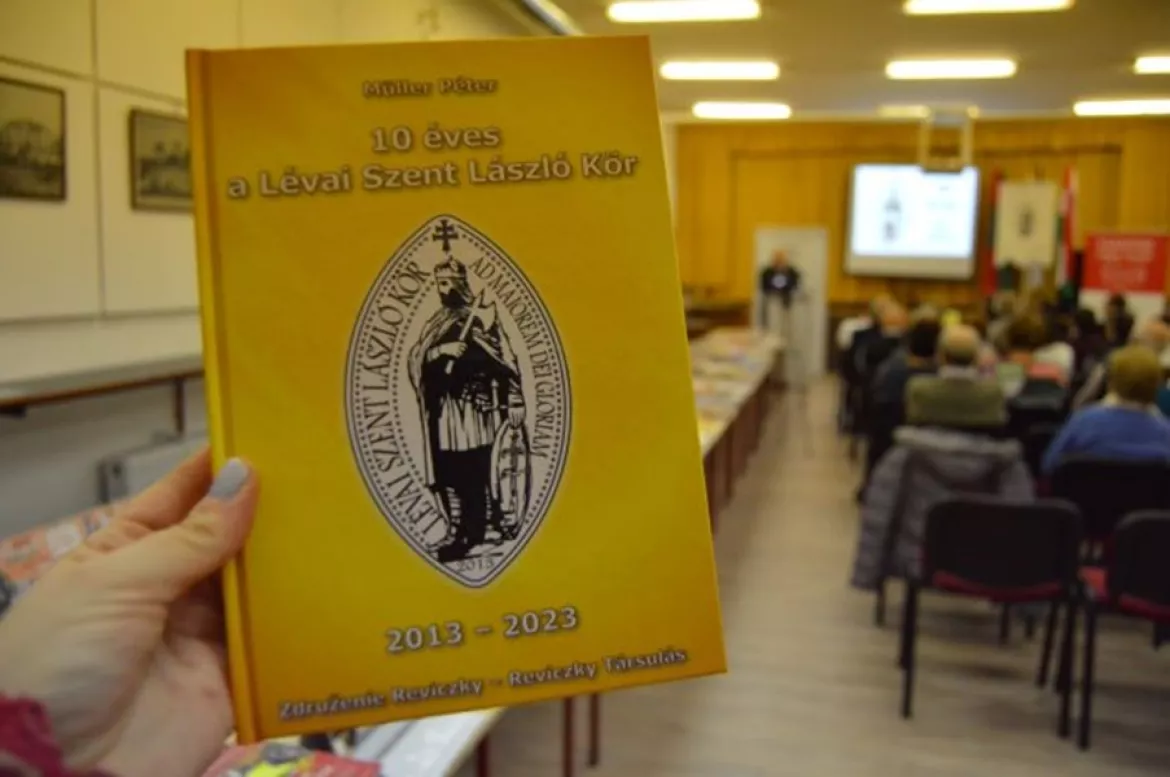 Müller Péter
10 éves
a Lévai Szent László Kör
LÉVAI SZENT LÁSZLÓ KÖR
AD MAIOREM DEI GLORIAM
2013
2013 – 2023
Zdruźenie Reviczky – Reviczky Társulás